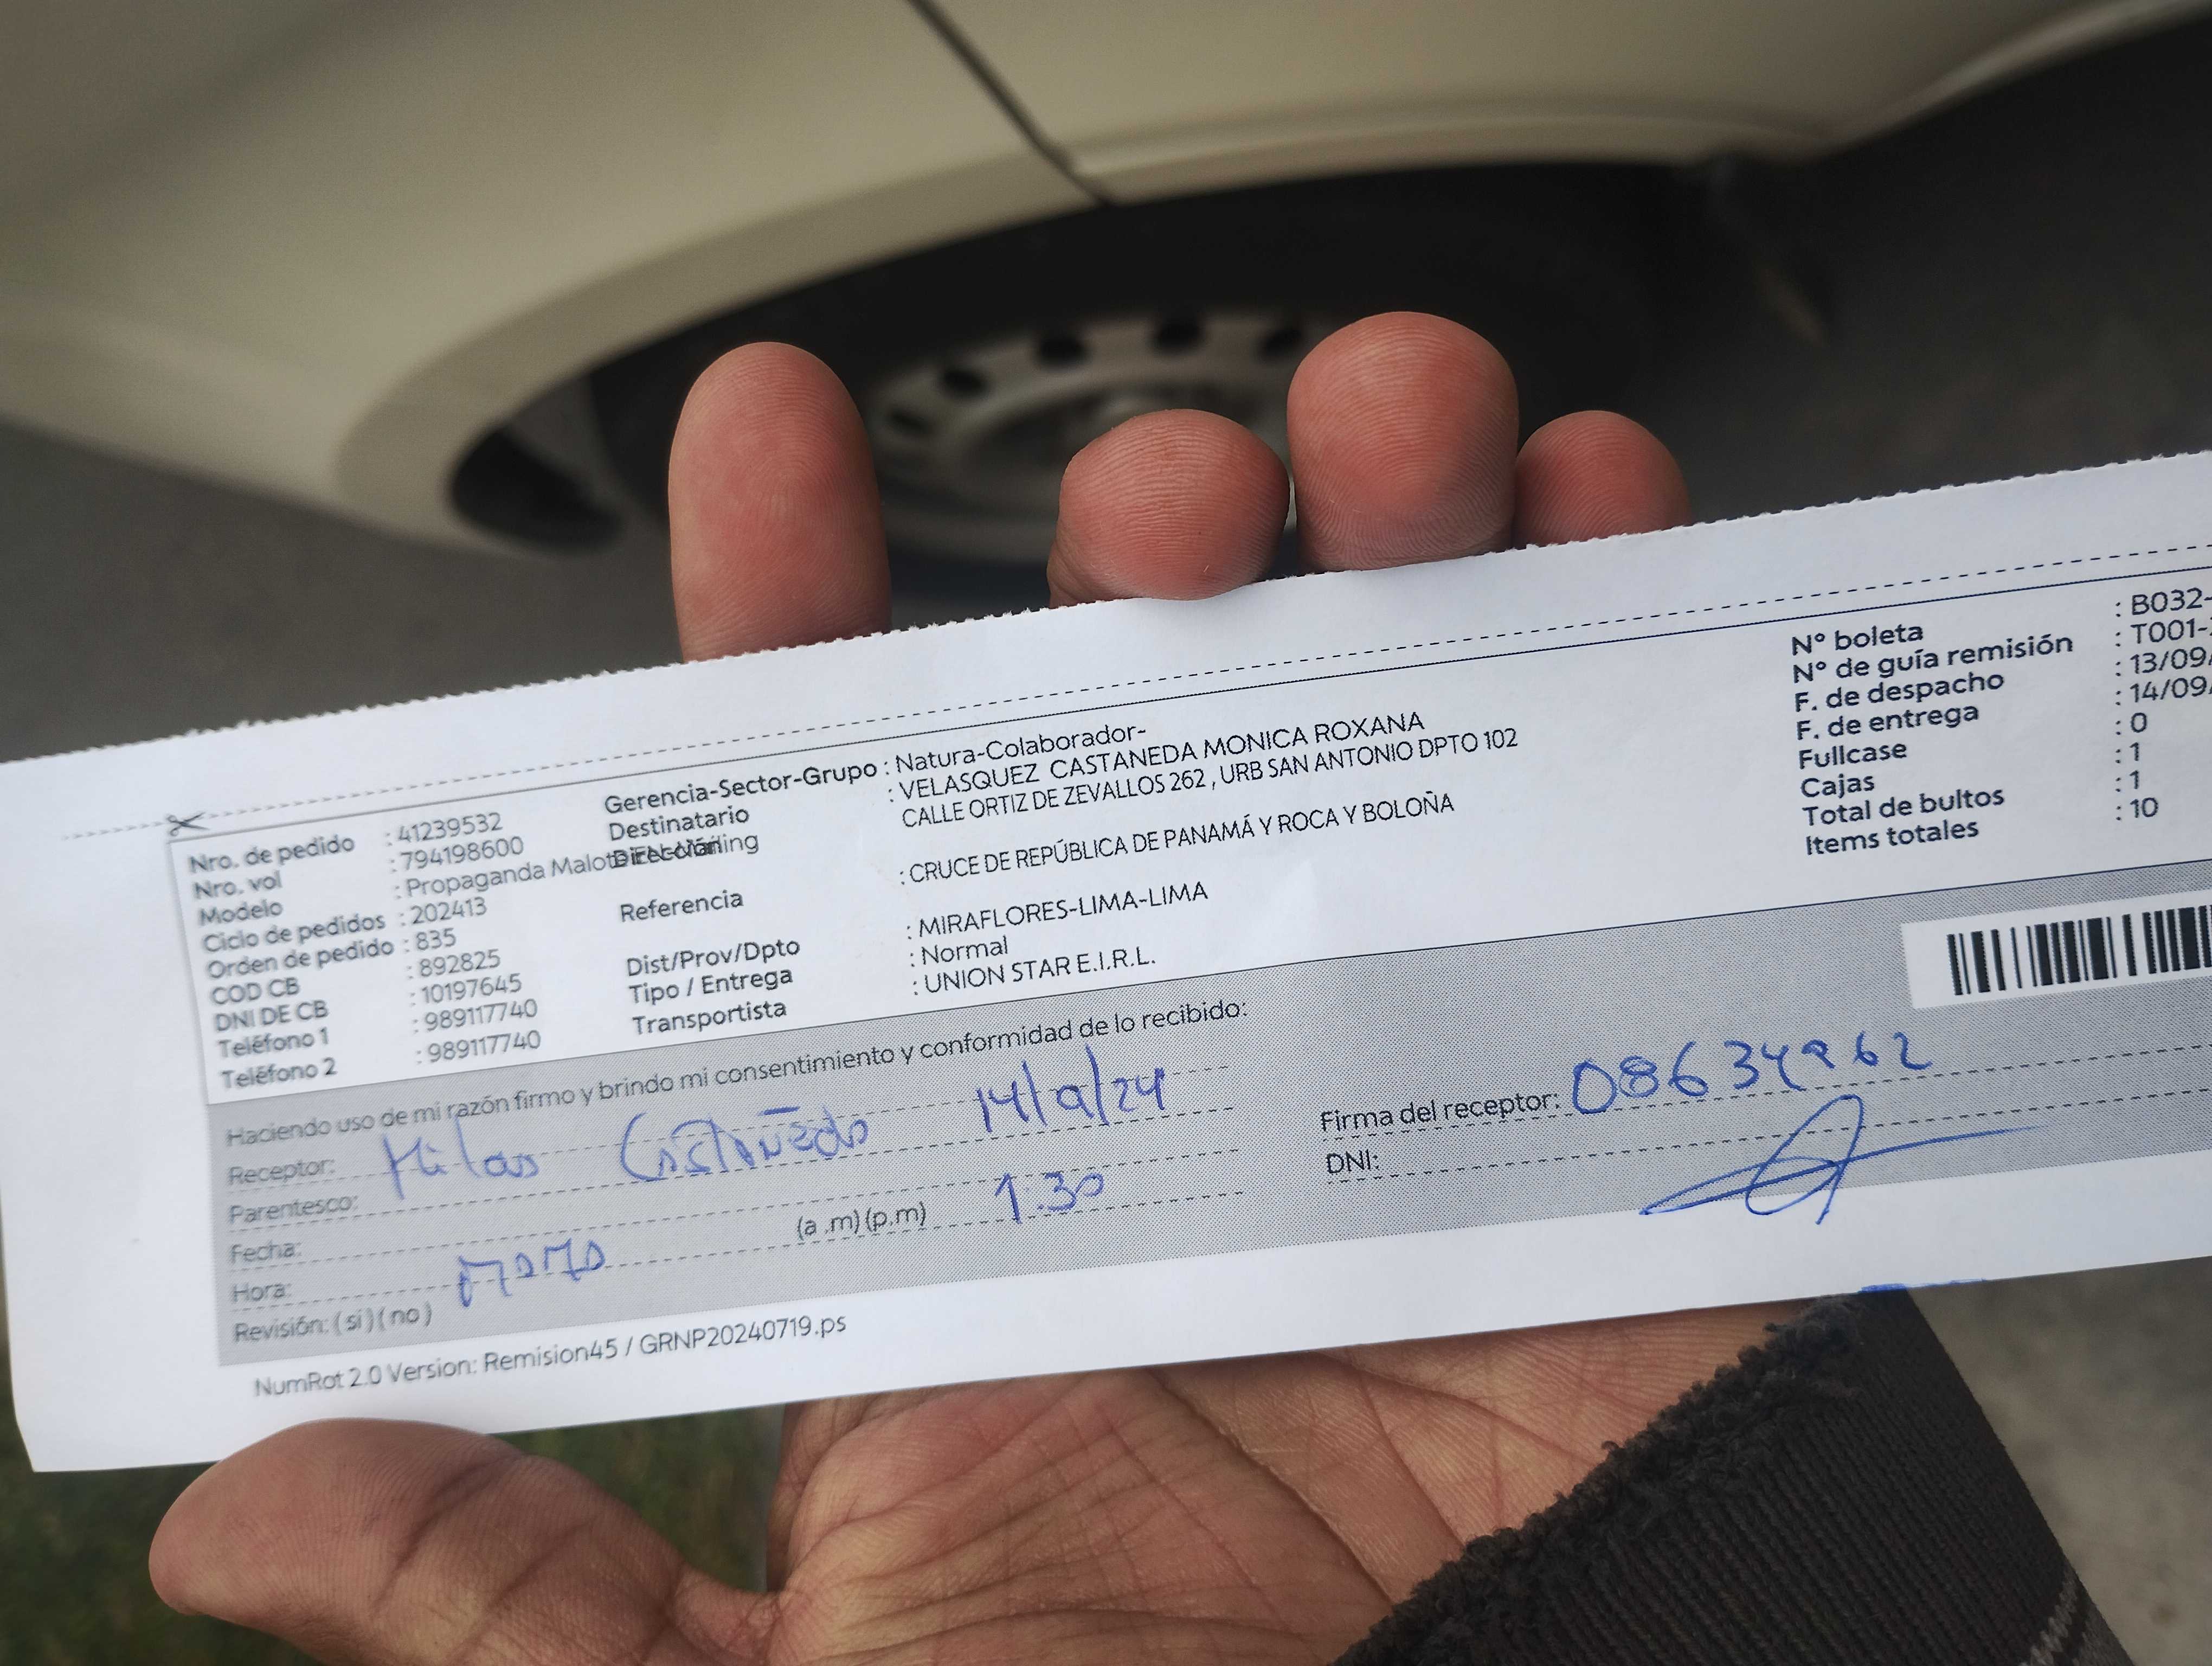 Nro. de pedido : 41239532
Nro. vol : 794198600
Modelo : Propaganda Malote EN-Mailing
Ciclo de pedidos : 202413
Orden de pedido : 835
COD CB : 892825
DNI DE CB : 10197645
Teléfono 1 : 989117740
Teléfono 2 : 989117740
Gerencia-Sector-Grupo : Natura-Colaborador-
Destinatario : VELASQUEZ CASTANEDA MONICA ROXANA
Dirección CALLE ORTIZ DE ZEVALLOS 262 , URB SAN ANTONIO DPTO 102
Referencia : CRUCE DE REPÚBLICA DE PANAMÁ Y ROCA Y BOLOÑA
Dist/Prov/Dpto : MIRAFLORES-LIMA-LIMA
Tipo / Entrega : Normal
Transportista : UNION STAR E.I.R.L.
N° boleta : B032-
N° de guía remisión : T001-
F. de despacho : 13/09/
F. de entrega : 14/09/
Fullcase : 0
Cajas : 1
Total de bultos : 1
Items totales : 10
Haciendo uso de mi razón firmo y brindo mi consentimiento y conformidad de lo recibido:
Receptor: Castañeda 14/9/24
Parentesco:
Fecha:
Hora: (a .m) (p.m) 1:30
Revisión: ( si ) ( no )
Firma del receptor:
DNI:
NumRot 2.0 Version: Remision45 / GRNP20240719.ps